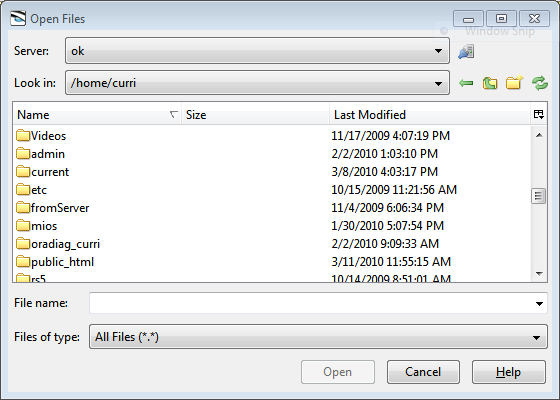 Open Files
© Window Snip
Server: ok
Look in: /home/curri
Name Size Last Modified
Videos 11/17/2009 4:07:19 PM
admin 2/2/2010 1:03:10 PM
current 3/8/2010 4:03:17 PM
etc 10/15/2009 11:21:56 AM
fromServer 11/4/2009 6:06:34 PM
mios 1/30/2010 5:07:54 PM
oradiag_curri 2/2/2010 9:09:33 AM
public_html 3/11/2010 11:55:15 AM
rs5 10/14/2009 8:51:01 AM
File name:
Files of type: All Files (*.*)
Open Cancel Help